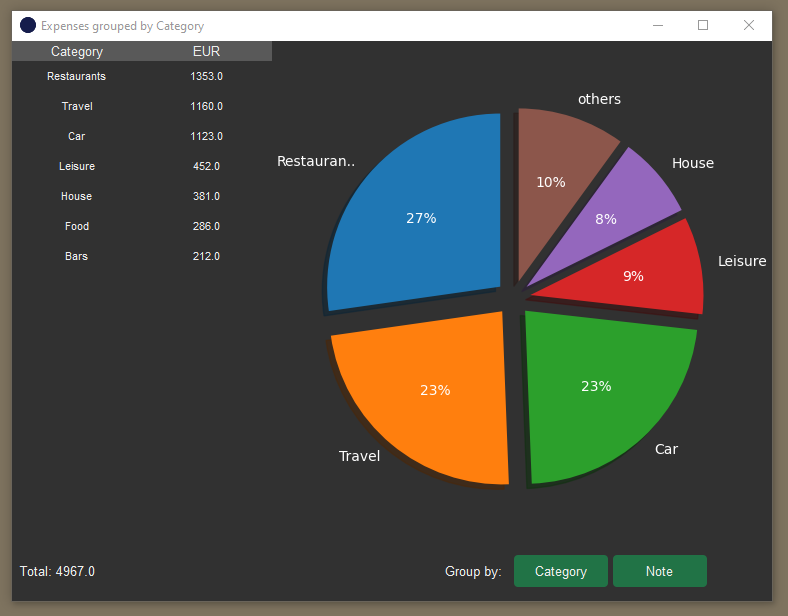 Expenses grouped by Category
Category EUR
Restaurants 1353.0
Travel 1160.0
Car 1123.0
Leisure 452.0
House 381.0
Food 286.0
Bars 212.0
others
Restauran..
House
10%
27%
8%
Leisure
9%
23%
23%
Car
Travel
Total: 4967.0
Group by: Category Note